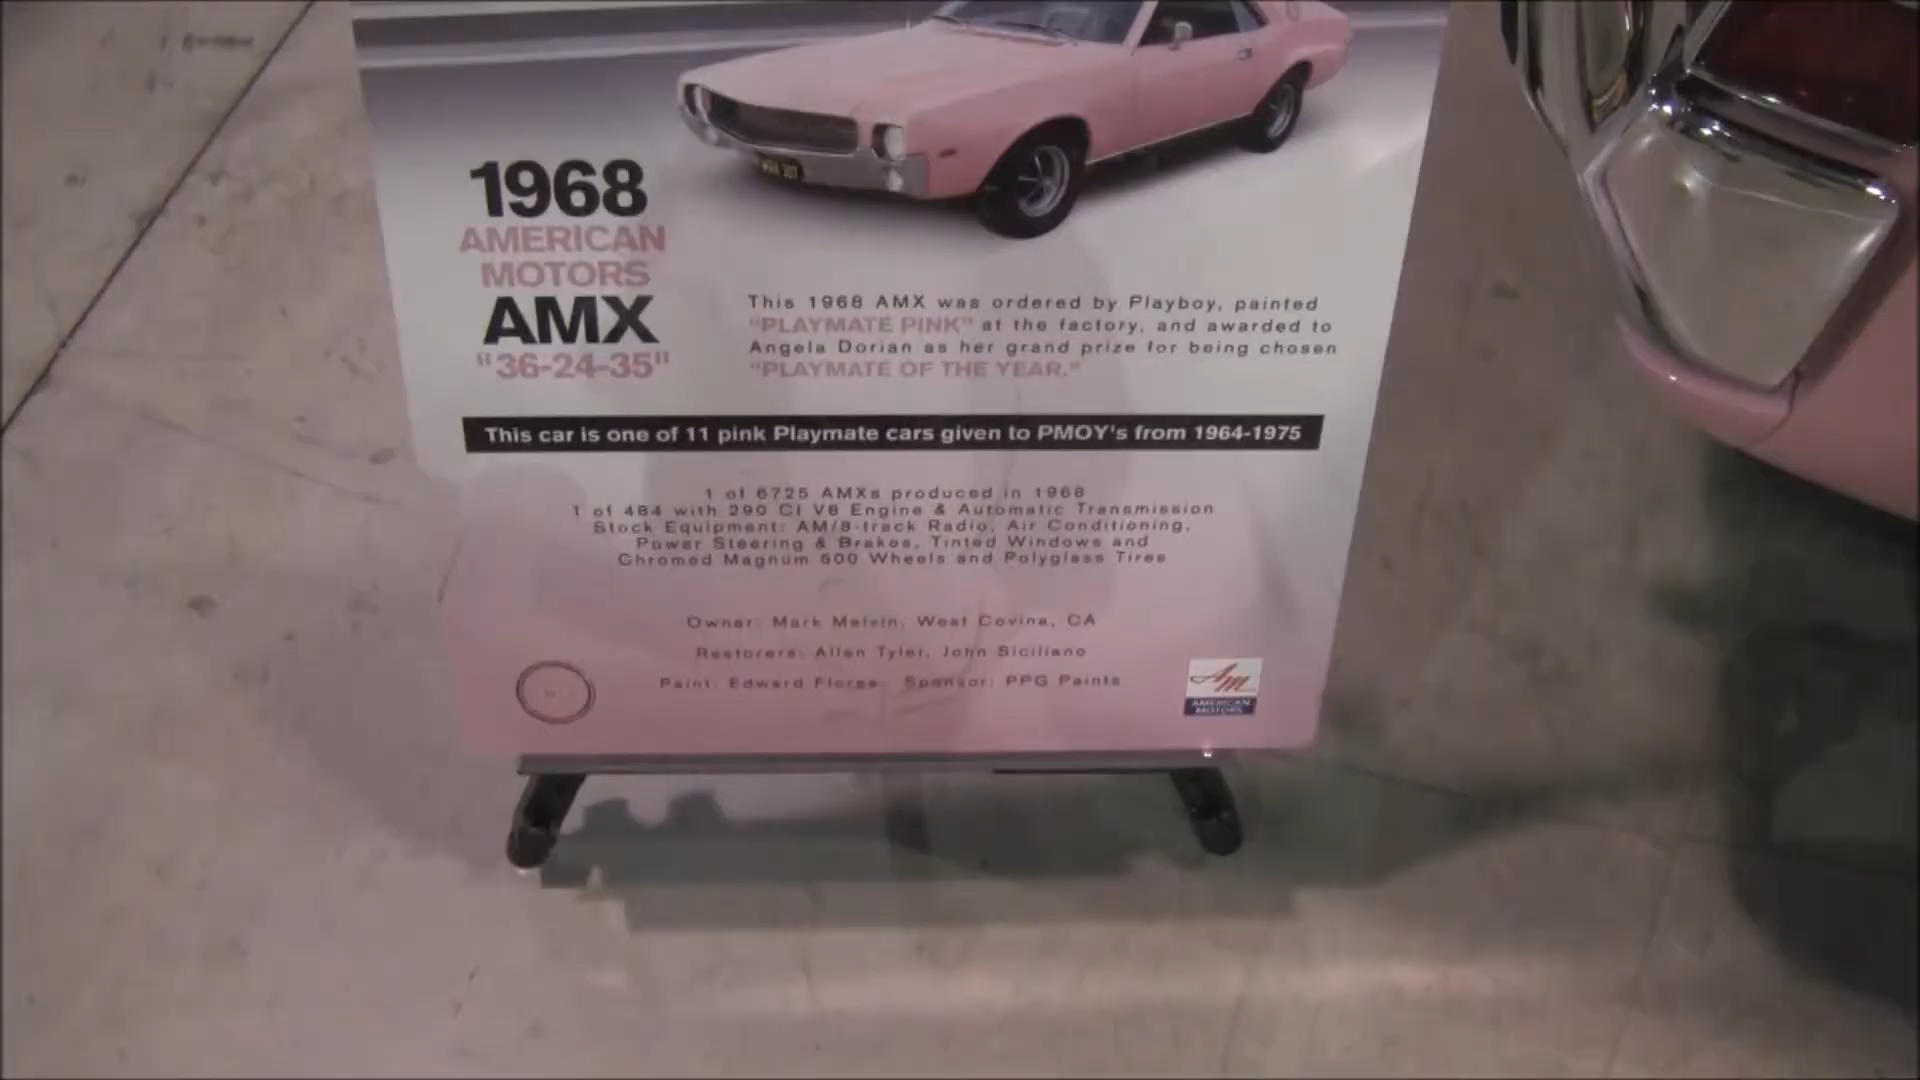 1968
AMERICAN
MOTORS
AMX
"36-24-35"
This 1968 AMX was ordered by Playboy, painted
"PLAYMATE PINK" at the factory, and awarded to
Angela Dorian as her grand prize for being chosen
"PLAYMATE OF THE YEAR."
This car is one of 11 pink Playmate cars given to PMOY's from 1964-1975
1 of 6725 AMXs produced in 1968
1 of 484 with 290 CI V8 Engine & Automatic Transmission
Stock Equipment: AM/8-track Radio, Air Conditioning,
Power Steering & Brakes, Tinted Windows and
Chromed Magnum 500 Wheels and Polyglass Tires
Owner: Mark Melvin, West Covina, CA
Restorers: Allen Tyler, John Siciliano
Paint: Edward Flores Sponsor: PPG Paints
AM
AMERICAN
MOTORS